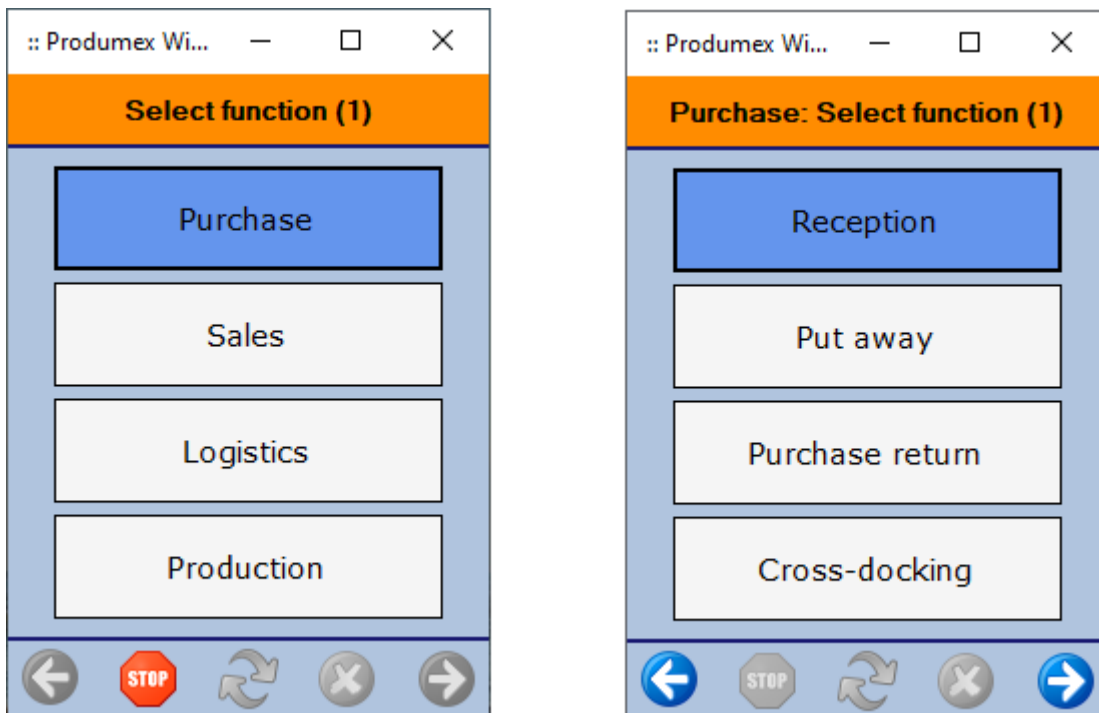 :: Produmex Wi...
Select function (1)
Purchase
Sales
Logistics
Production
STOP
:: Produmex Wi...
Purchase: Select function (1)
Reception
Put away
Purchase return
Cross-docking
STOP